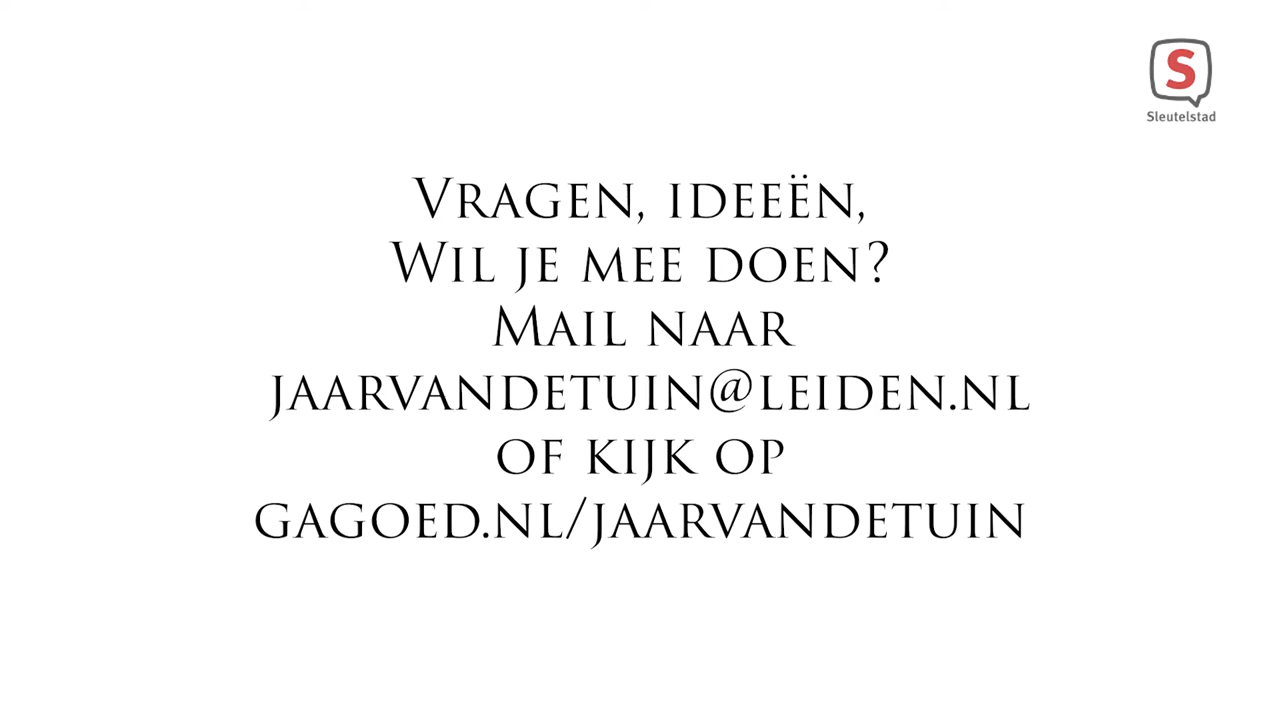 S
Sleutelstad
Vragen, ideeën,
Wil je mee doen?
Mail naar
jaarvandetuin@leiden.nl
of kijk op
gagoed.nl/jaarvandetuin